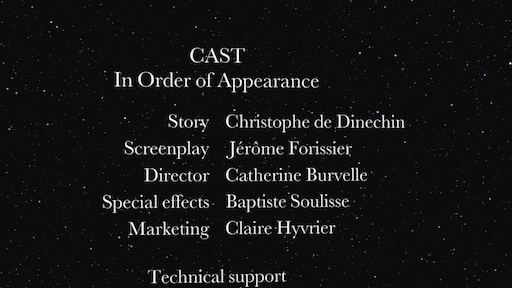 CAST
In Order of Appearance
Story Christophe de Dinechin
Screenplay Jérôme Forissier
Director Catherine Burvelle
Special effects Baptiste Soulisse
Marketing Claire Hyvrier
Technical support